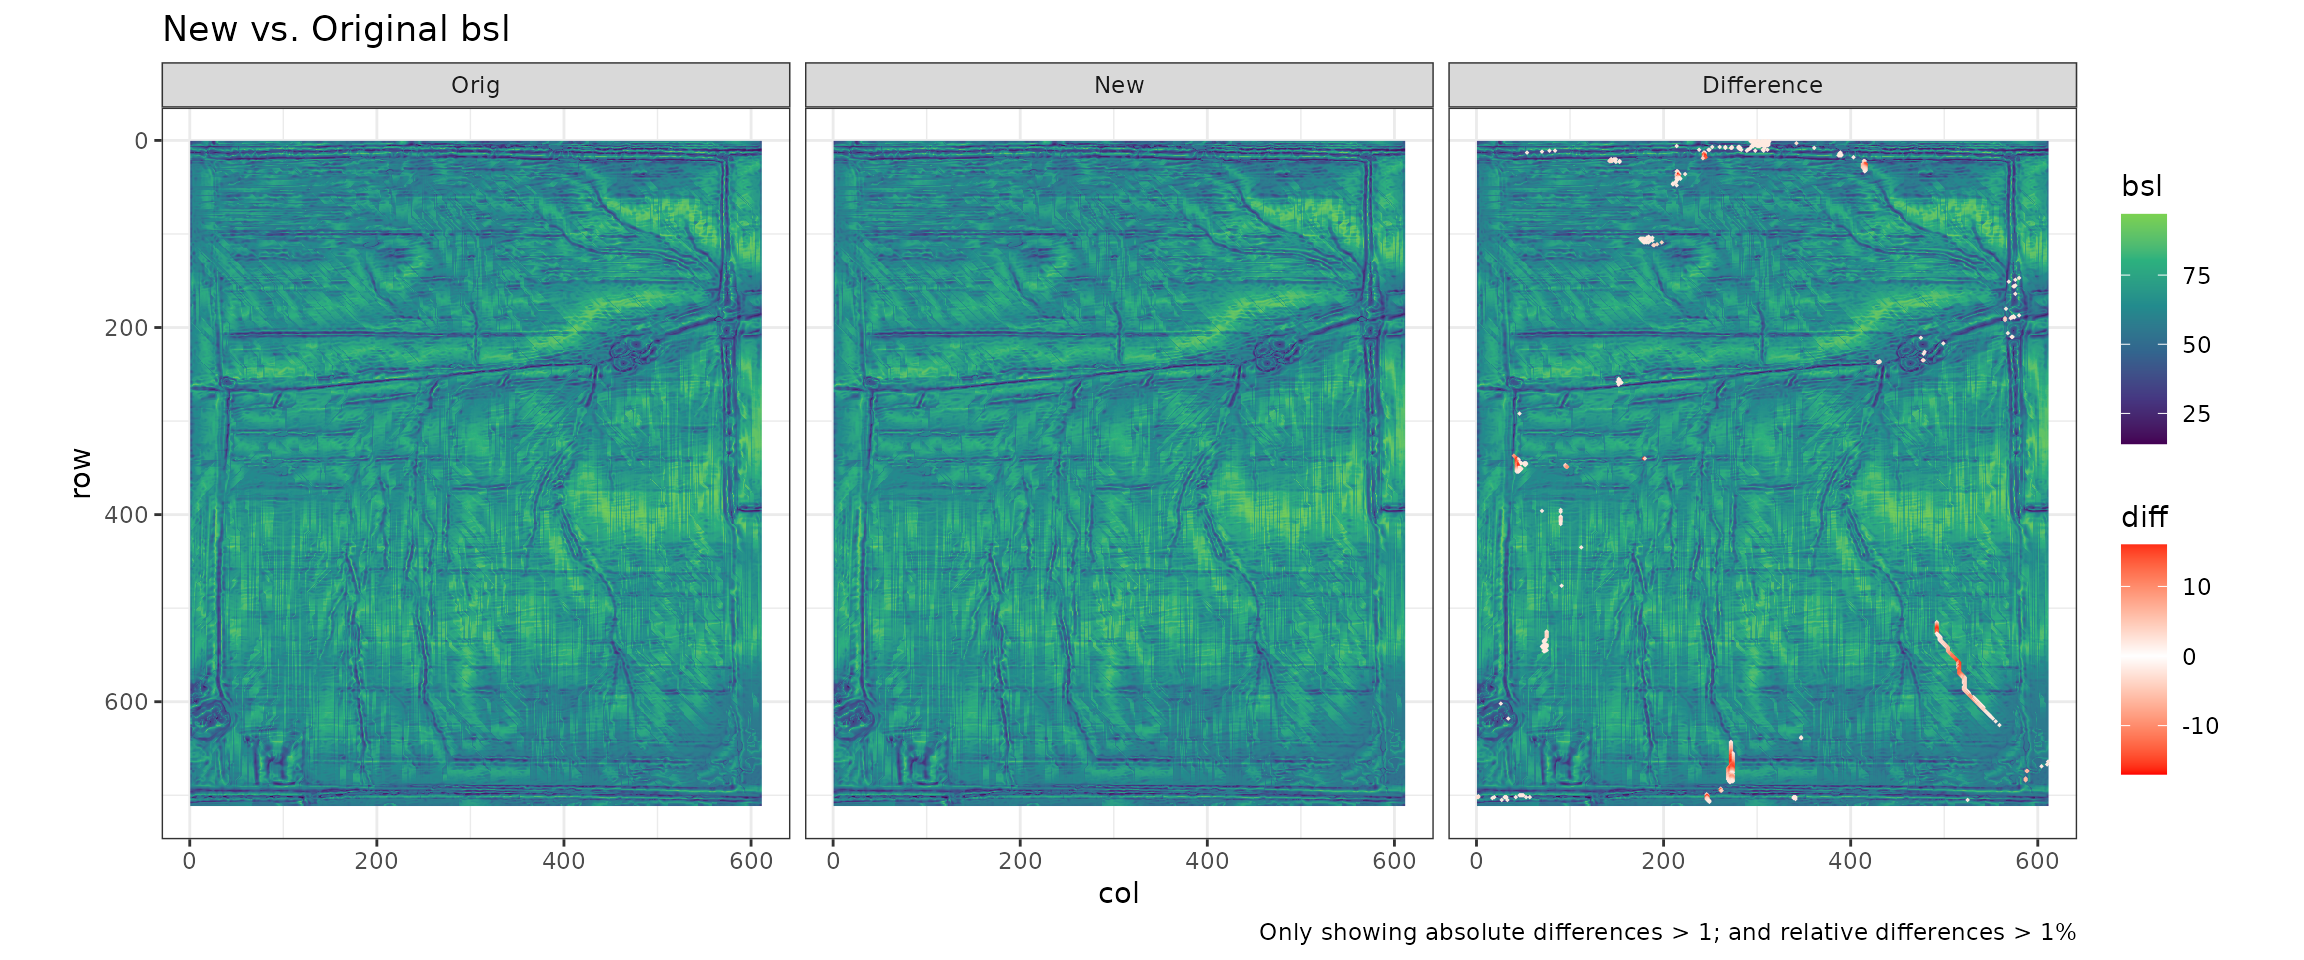 New vs. Original bsl
Orig
New
Difference
0
200
400
600
row
0
200
400
600
0
200
400
600
0
200
400
600
col
bsl
75
50
25
diff
10
0
-10
Only showing absolute differences > 1; and relative differences > 1%